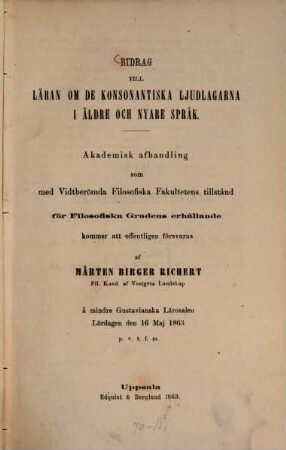 BIDRAG
TILL
LÄRAN OM DE KONSONANTISKA LJUDLAGARNA
I ÄLDRE OCH NYARE SPRÅK.
Akademisk afhandling
som
med Vidtberömda Filosofiska Fakultetens tillstånd
för Filosofiska Gradens erhållande
kommer att offentligen försvaras
af
MÅRTEN BIRGER RICHERT
Fil. Kand. af Vestgöta Landskap
å mindre Gustavianska Lärosalen
Lördagen den 16 Maj 1863
p. v. t. f. m.
Upsala
Edquist & Berglund 1863.